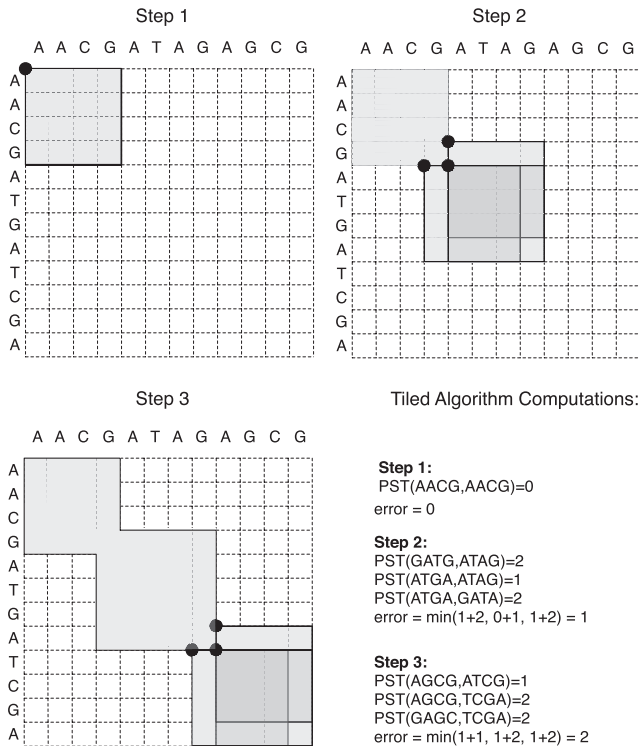 Step 1
A A C G A T A G A G C G
A
A
C
G
A
T
G
A
T
C
G
A
Step 2
A A C G A T A G A G C G
A
A
C
G
A
T
G
A
T
C
G
A
Step 3
A A C G A T A G A G C G
A
A
C
G
A
T
G
A
T
C
G
A
Tiled Algorithm Computations:
Step 1:
PST(AACG,AACG)=0
error = 0
Step 2:
PST(GATG,ATAG)=2
PST(ATGA,ATAG)=1
PST(ATGA,GATA)=2
error = min(1+2, 0+1, 1+2) = 1
Step 3:
PST(AGCG,ATCG)=1
PST(AGCG,TCGA)=2
PST(GAGC,TCGA)=2
error = min(1+1, 1+2, 1+2) = 2